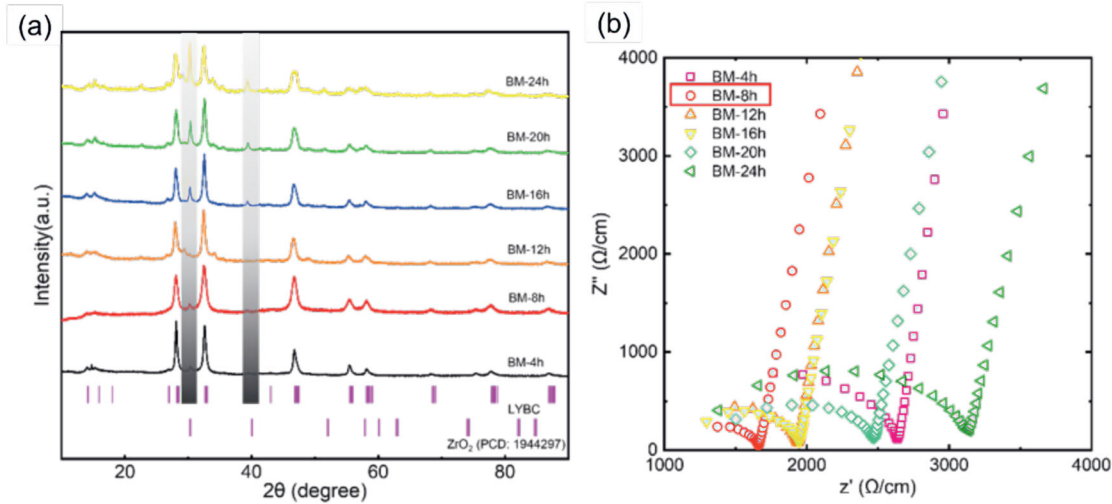 (a)
Intensity(a.u.)
BM-24h
BM-20h
BM-16h
BM-12h
BM-8h
BM-4h
LYBC
ZrO₂ (PCD: 1944297)
20 40 60 80
2θ (degree)
(b)
Z'' (Ω/cm)
4000
3000
2000
1000
0
BM-4h
BM-8h
BM-12h
BM-16h
BM-20h
BM-24h
1000 2000 3000 4000
z' (Ω/cm)